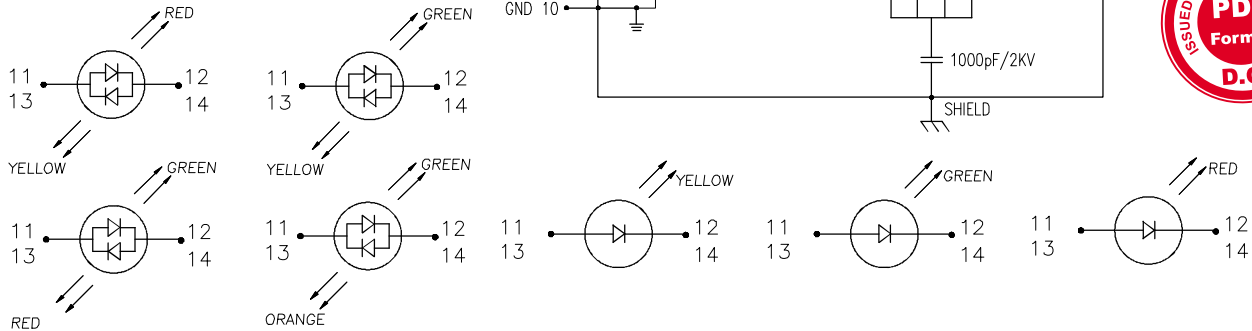 GND 10
1000pF/2KV
SHIELD
ISSUED
PD
Form
D.C
RED
11
13
12
14
YELLOW
GREEN
11
13
12
14
YELLOW
GREEN
11
13
12
14
RED
GREEN
11
13
12
14
ORANGE
YELLOW
11
13
12
14
GREEN
11
13
12
14
RED
11
13
12
14